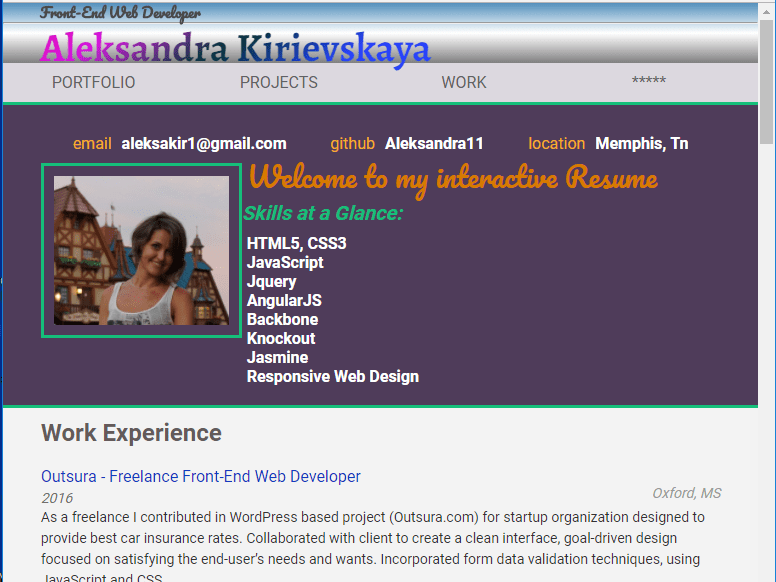 Front-End Web Developer
Aleksandra Kirievskaya
PORTFOLIO PROJECTS WORK *****
email aleksakir1@gmail.com github Aleksandra11 location Memphis, Tn
Welcome to my interactive Resume
Skills at a Glance:
HTML5, CSS3
JavaScript
Jquery
AngularJS
Backbone
Knockout
Jasmine
Responsive Web Design
Work Experience
Outsura - Freelance Front-End Web Developer
2016 Oxford, MS
As a freelance I contributed in WordPress based project (Outsura.com) for startup organization designed to
provide best car insurance rates. Collaborated with client to create a clean interface, goal-driven design
focused on satisfying the end-user's needs and wants. Incorporated form data validation techniques, using
JavaScript and CSS